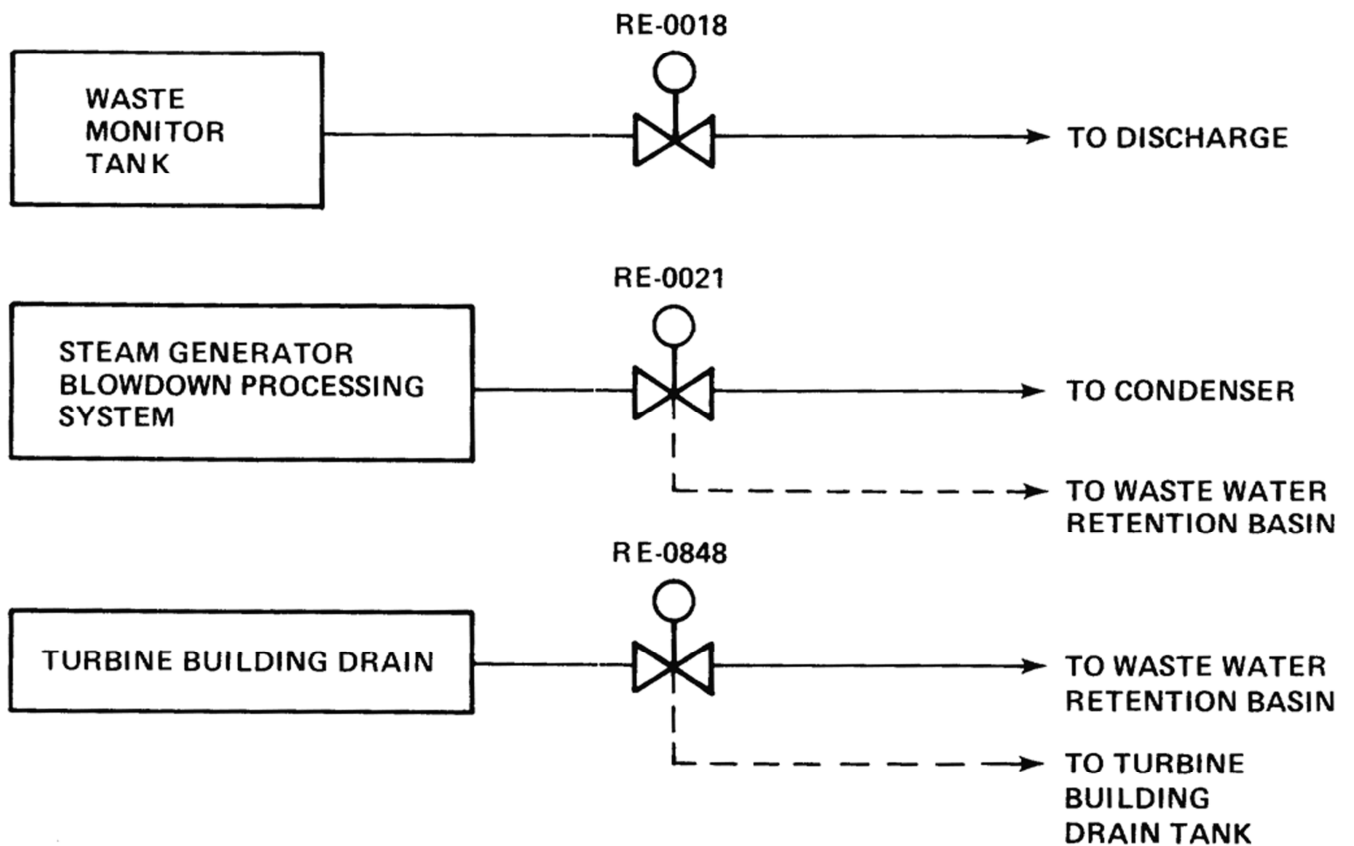 RE-0018
WASTE
MONITOR
TANK
TO DISCHARGE
RE-0021
STEAM GENERATOR
BLOWDOWN PROCESSING
SYSTEM
TO CONDENSER
TO WASTE WATER
RETENTION BASIN
RE-0848
TURBINE BUILDING DRAIN
TO WASTE WATER
RETENTION BASIN
TO TURBINE
BUILDING
DRAIN TANK